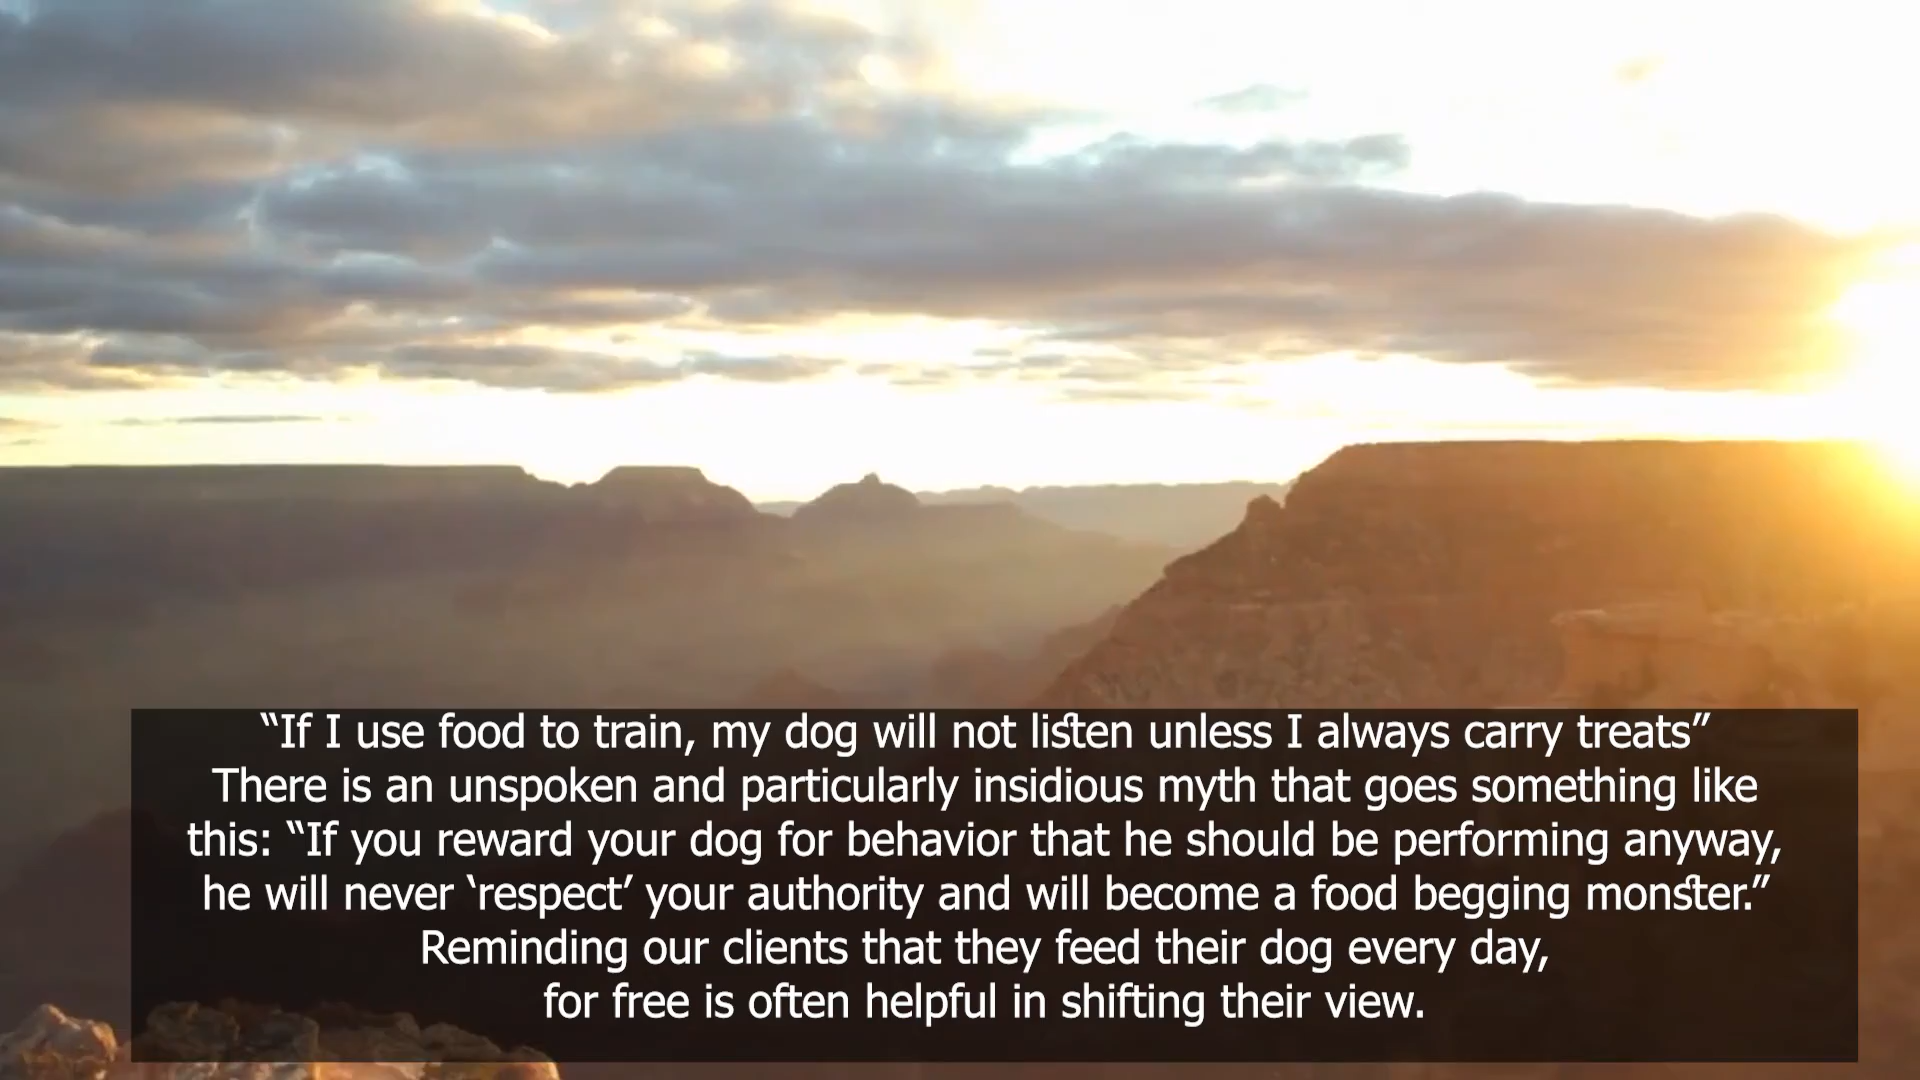 “If I use food to train, my dog will not listen unless I always carry treats”
There is an unspoken and particularly insidious myth that goes something like
this: “If you reward your dog for behavior that he should be performing anyway,
he will never ‘respect’ your authority and will become a food begging monster.”
Reminding our clients that they feed their dog every day,
for free is often helpful in shifting their view.